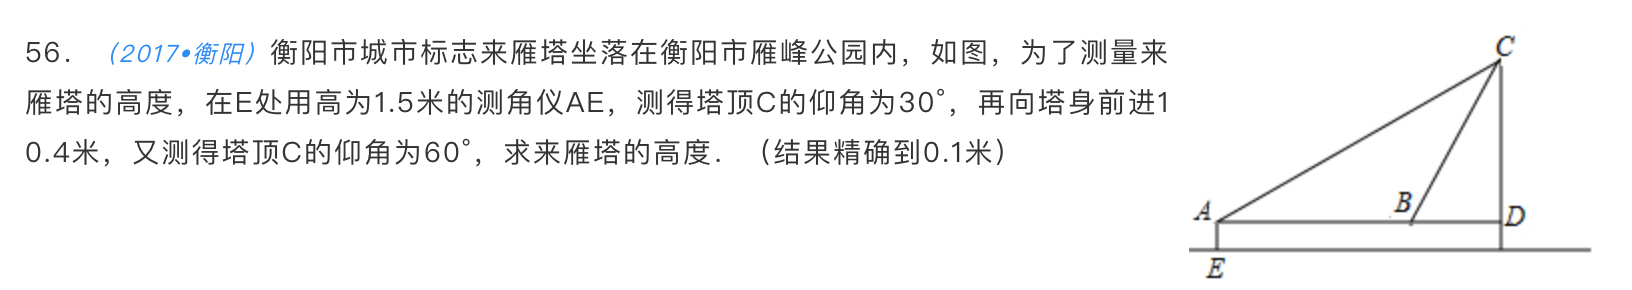 56．（2017•衡阳）衡阳市城市标志来雁塔坐落在衡阳市雁峰公园内，如图，为了测量来
雁塔的高度，在E处用高为1.5米的测角仪AE，测得塔顶C的仰角为30°，再向塔身前进1
0.4米，又测得塔顶C的仰角为60°，求来雁塔的高度．（结果精确到0.1米）
C
A
B
D
E